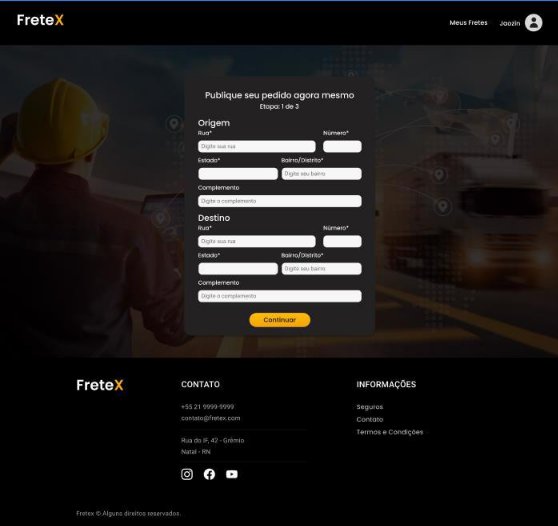 FreteX
Meus Fretes
Jaozin
Publique seu pedido agora mesmo
Etapa: 1 de 3
Origem
Rua*
Número*
Digite sua rua
Estado*
Bairro/Distrito*
Digite seu bairro
Complemento
Digite o complemento
Destino
Rua*
Número*
Digite sua rua
Estado*
Bairro/Distrito*
Digite seu bairro
Complemento
Digite o complemento
Continuar
FreteX
CONTATO
+55 21 9999-9999
contato@fretex.com
Rua do IF, 42 - Grêmio
Natal - RN
INFORMAÇÕES
Seguros
Contato
Termos e Condições
Fretex © Alguns direitos reservados.